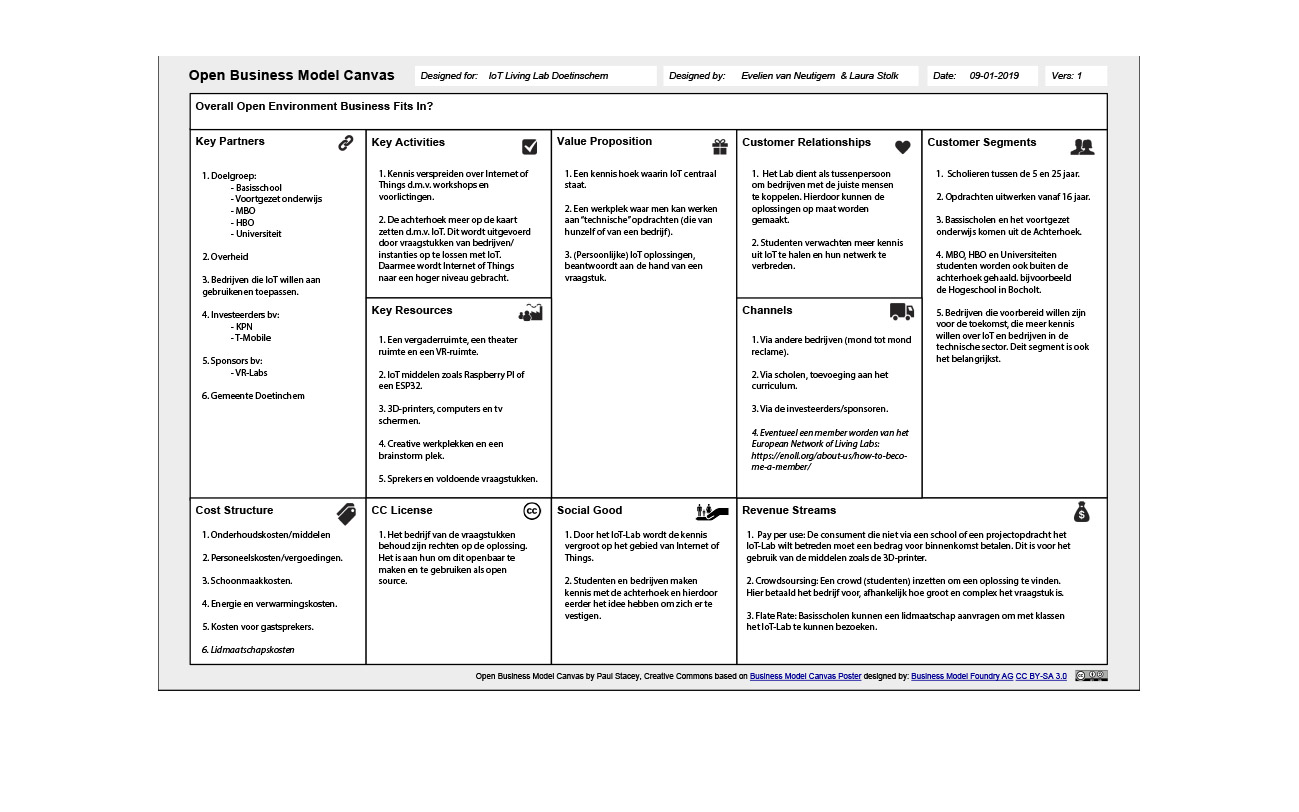 Open Business Model Canvas
Designed for: IoT Living Lab Doetinschem
Designed by: Evelien van Neutigem & Laura Stolk
Date: 09-01-2019
Vers: 1
Overall Open Environment Business Fits In?
Key Partners
1. Doelgroep:
- Basisschool
- Voortgezet onderwijs
- MBO
- HBO
- Universiteit
2. Overheid
3. Bedrijven die IoT willen aan
gebruikenen toepassen.
4. Investeerders bv:
- KPN
- T-Mobile
5. Sponsors bv:
- VR-Labs
6. Gemeente Doetinchem
Key Activities
1. Kennis verspreiden over Internet of
Things d.m.v. workshops en
voorlictingen.
2. De achterhoek meer op de kaart
zetten d.m.v. IoT. Dit wordt uitgevoerd
door vraagstukken van bedrijven/
instanties op te lossen met IoT.
Daarmee wordt Internet of Things
naar een hoger niveau gebracht.
Key Resources
1. Een vergaderruimte, een theater
ruimte en een VR-ruimte.
2. IoT middelen zoals Raspberry PI of
een ESP32.
3. 3D-printers, computers en tv
schermen.
4. Creative werkplekken en een
brainstorm plek.
5. Sprekers en voldoende vraagstukken.
Value Proposition
1. Een kennis hoek waarin IoT centraal
staat.
2. Een werkplek waar men kan werken
aan “technische” opdrachten (die van
hunzelf of van een bedrijf).
3. (Persoonlijke) IoT oplossingen,
beantwoordt aan de hand van een
vraagstuk.
Customer Relationships
1. Het Lab dient als tussenpersoon
om bedrijven met de juiste mensen
te koppelen. Hierdoor kunnen de
oplossingen op maat worden
gemaakt.
2. Studenten verwachten meer kennis
uit IoT te halen en hun netwerk te
verbreden.
Channels
1. Via andere bedrijven (mond tot mond
reclame).
2. Via scholen, toevoeging aan het
curriculum.
3. Via de investeerders/sponsoren.
4. Eventueel een member worden van het
European Network of Living Labs:
https://enoll.org/about-us/how-to-beco-
me-a-member/
Customer Segments
1. Scholieren tussen de 5 en 25 jaar.
2. Opdrachten uitwerken vanaf 16 jaar.
3. Bassischolen en het voortgezet
onderwijs komen uit de Achterhoek.
4. MBO, HBO en Universiteiten
studenten worden ook buiten de
achterhoek gehaald. bijvoorbeeld
de Hogeschool in Bocholt.
5. Bedrijven die voorbereid willen zijn
voor de toekomst, die meer kennis
willen over IoT en bedrijven in de
technische sector. Deit segment is ook
het belangrijkst.
Cost Structure
1. Onderhoudskosten/middelen
2. Personeelskosten/vergoedingen.
3. Schoonmaakkosten.
4. Energie en verwarmingskosten.
5. Kosten voor gastsprekers.
6. Lidmaatschapskosten
CC License
cc
1. Het bedrijf van de vraagstukken
behoud zijn rechten op de oplossing.
Het is aan hun om dit openbaar te
maken en te gebruiken als open
source.
Social Good
1. Door het IoT-Lab wordt de kennis
vergroot op het gebied van Internet of
Things.
2. Studenten en bedrijven maken
kennis met de achterhoek en hierdoor
eerder het idee hebben om zich er te
vestigen.
Revenue Streams
$
1. Pay per use: De consument die niet via een school of een projectopdracht het
IoT-Lab wilt betreden moet een bedrag voor binnenkomst betalen. Dit is voor het
gebruik van de middelen zoals de 3D-printer.
2. Crowdsoursing: Een crowd (studenten) inzetten om een oplossing te vinden.
Hier betaald het bedrijf voor, afhankelijk hoe groot en complex het vraagstuk is.
3. Flate Rate: Basisscholen kunnen een lidmaatschap aanvragen om met klassen
het IoT-Lab te kunnen bezoeken.
Open Business Model Canvas by Paul Stacey, Creative Commons based on Business Model Canvas Poster designed by: Business Model Foundry AG CC BY-SA 3.0